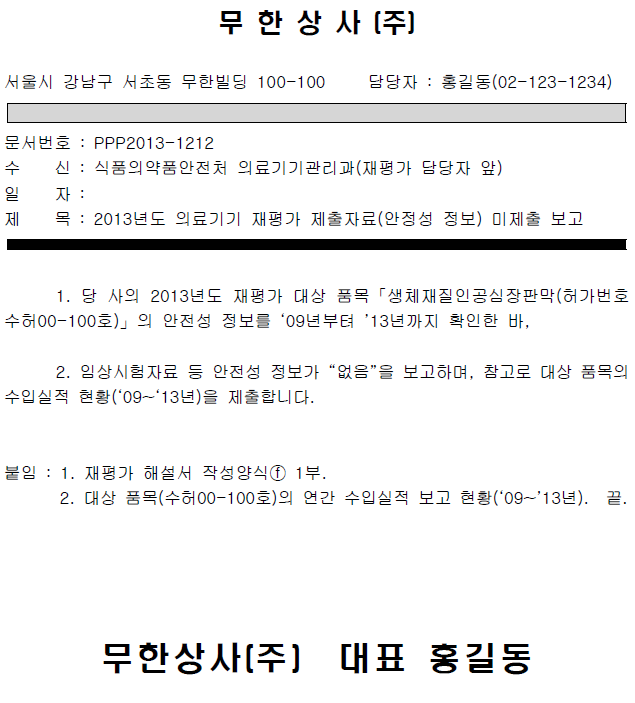 무 한 상 사 (주)
서울시 강남구 서초동 무한빌딩 100-100 담당자 : 홍길동(02-123-1234)
문서번호 : PPP2013-1212
수 신 : 식품의약품안전처 의료기기관리과(재평가 담당자 앞)
일 자 :
제 목 : 2013년도 의료기기 재평가 제출자료(안정성 정보) 미제출 보고
1. 당 사의 2013년도 재평가 대상 품목「생체재질인공심장판막(허가번호
수허00-100호)」의 안전성 정보를 ‘09년부텨 ’13년까지 확인한 바,
2. 임상시험자료 등 안전성 정보가 “없음”을 보고하며, 참고로 대상 품목의
수입실적 현황(‘09~‘13년)을 제출합니다.
붙임 : 1. 재평가 해설서 작성양식ⓕ 1부.
2. 대상 품목(수허00-100호)의 연간 수입실적 보고 현황(‘09~’13년). 끝.
무한상사(주) 대표 홍길동